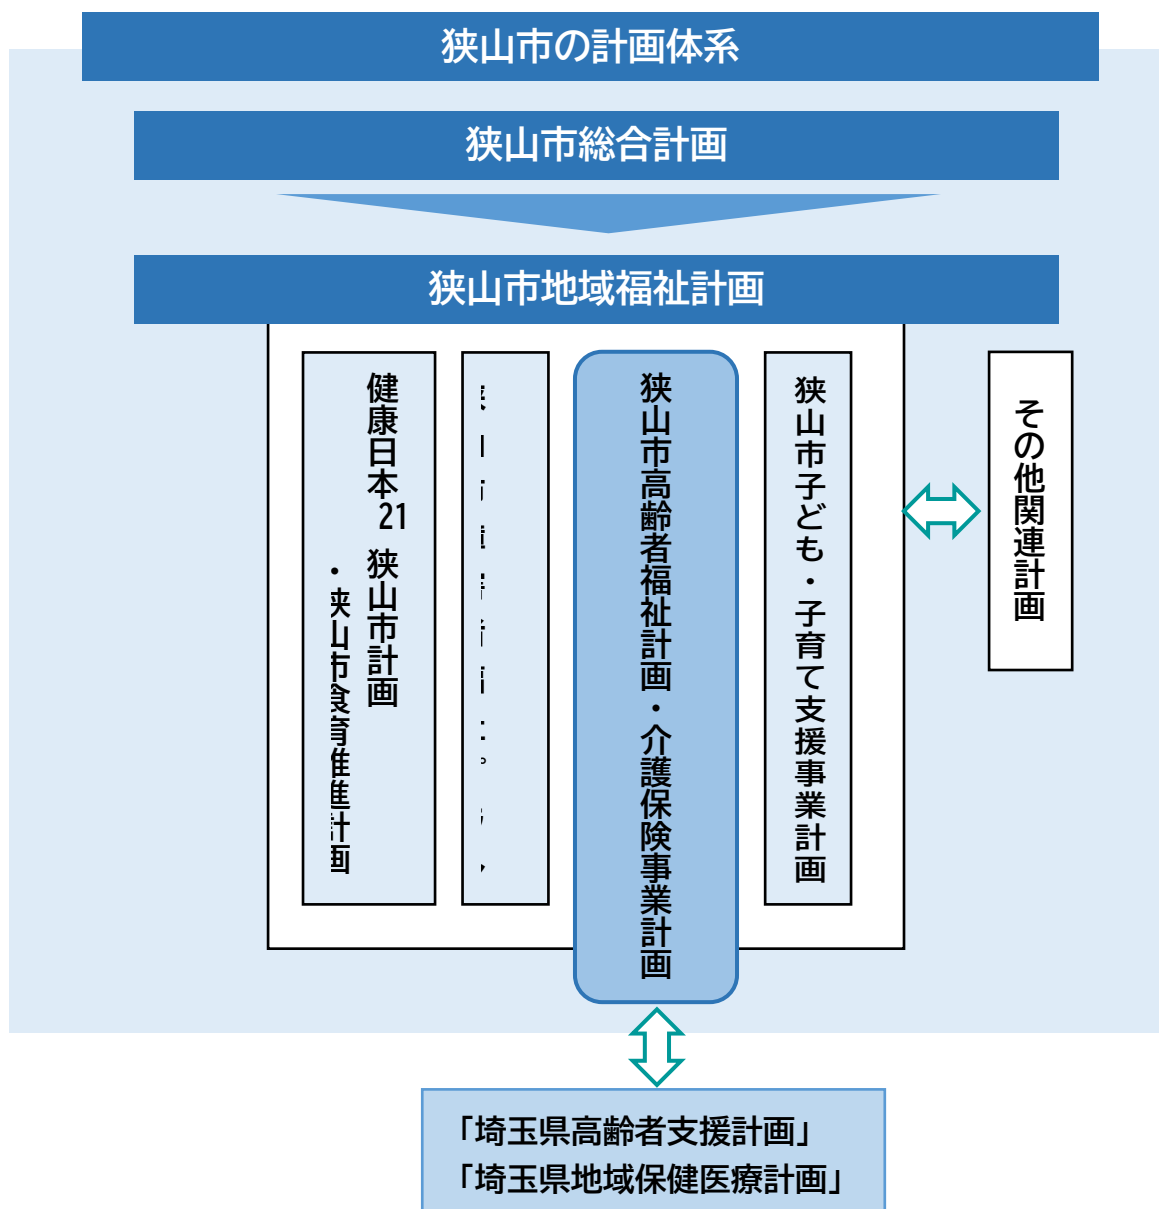 狭山市の計画体系
狭山市総合計画
狭山市地域福祉計画
健康日本21 狭山市計画
・狭山市食育推進計画
狭山市高齢者福祉計画・介護保険事業計画
狭山市子ども・子育て支援事業計画
その他関連計画
「埼玉県高齢者支援計画」
「埼玉県地域保健医療計画」